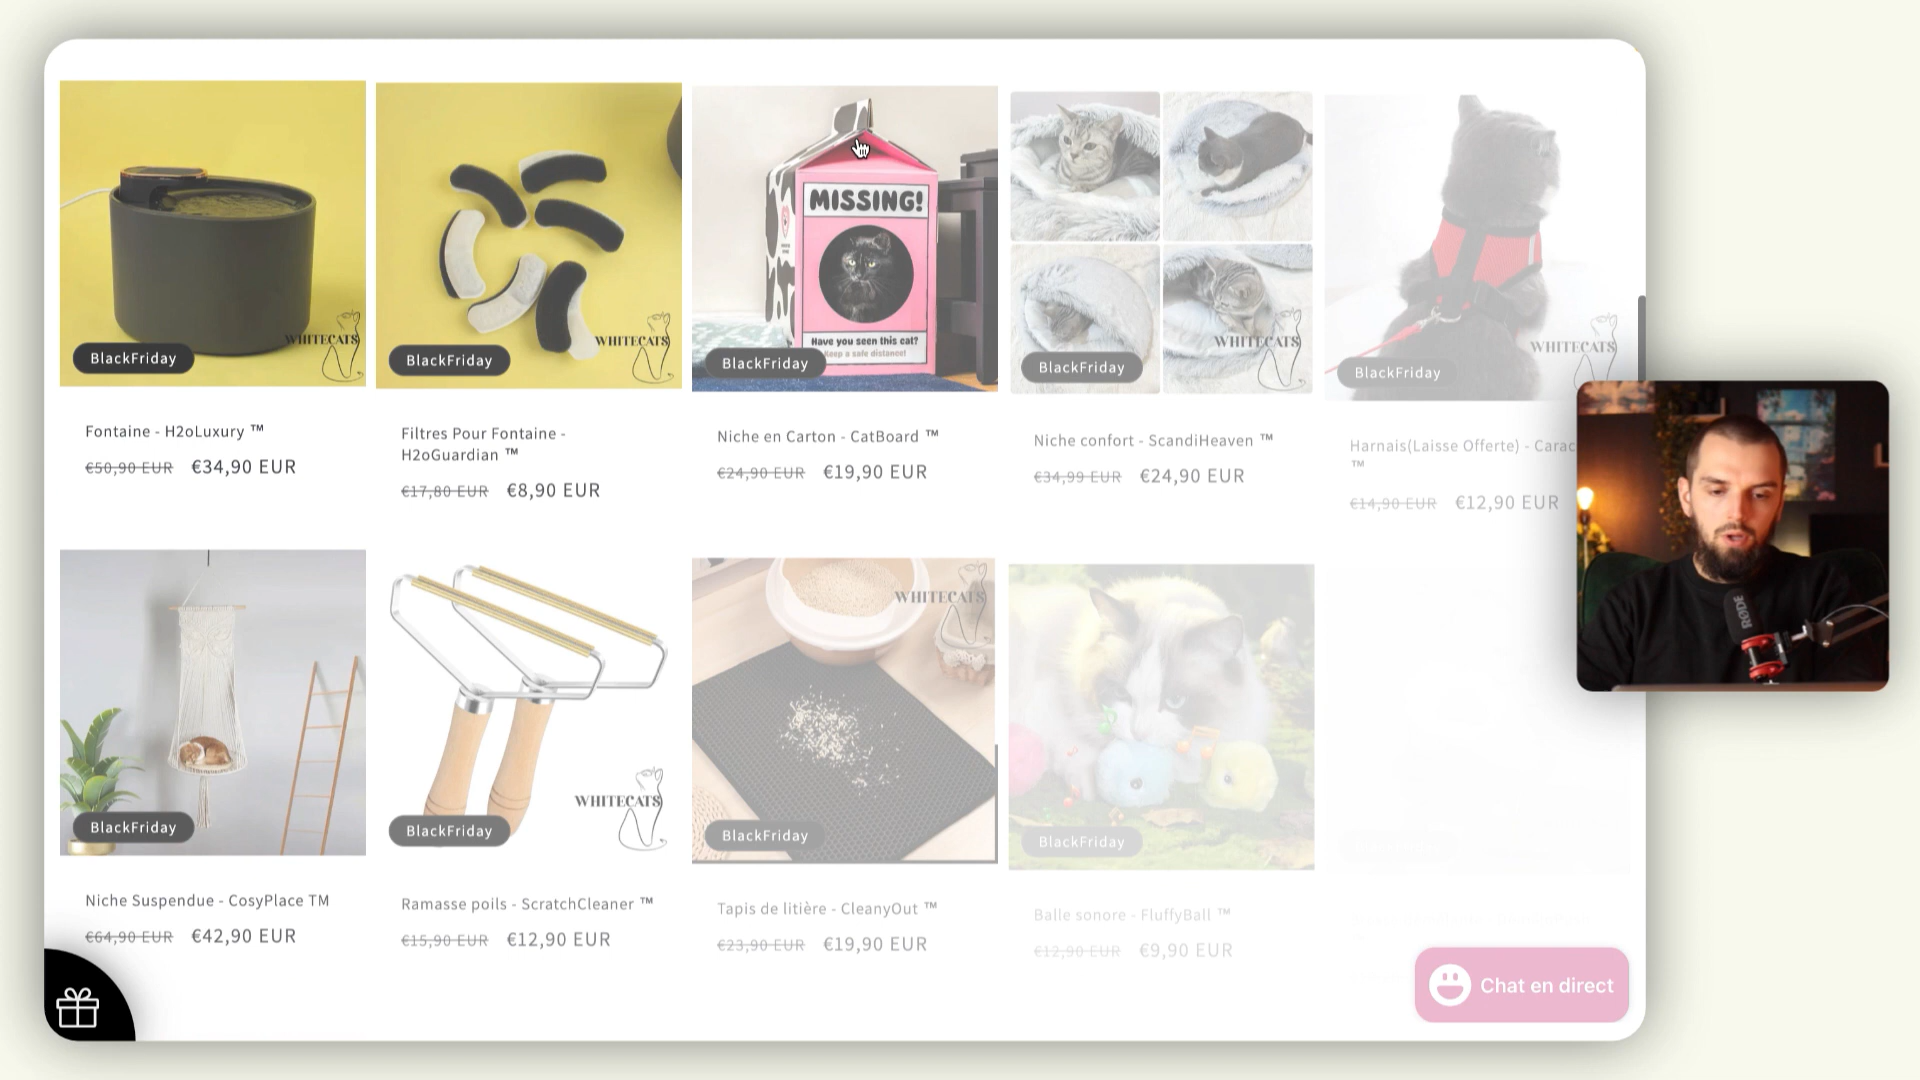 MISSING!
Have you seen this cat?
Keep a safe distance!
WHITECATS
WHITECATS
WHITECATS
WHITECATS
BlackFriday
BlackFriday
BlackFriday
BlackFriday
BlackFriday
Fontaine - H2oLuxury ™
€50,90 EUR €34,90 EUR
Filtres Pour Fontaine -
H2oGuardian ™
€17,80 EUR €8,90 EUR
Niche en Carton - CatBoard ™
€24,90 EUR €19,90 EUR
Niche confort - ScandiHeaven ™
€34,99 EUR €24,90 EUR
Harnais(Laisse Offerte) - Carac
™
€14,90 EUR €12,90 EUR
RØDE
WHITECATS
WHITECATS
BlackFriday
BlackFriday
BlackFriday
BlackFriday
Niche Suspendue - CosyPlace TM
€64,90 EUR €42,90 EUR
Ramasse poils - ScratchCleaner ™
€15,90 EUR €12,90 EUR
Tapis de litière - CleanyOut ™
€23,90 EUR €19,90 EUR
Balle sonore - FluffyBall ™
€12,90 EUR €9,90 EUR
Chat en direct